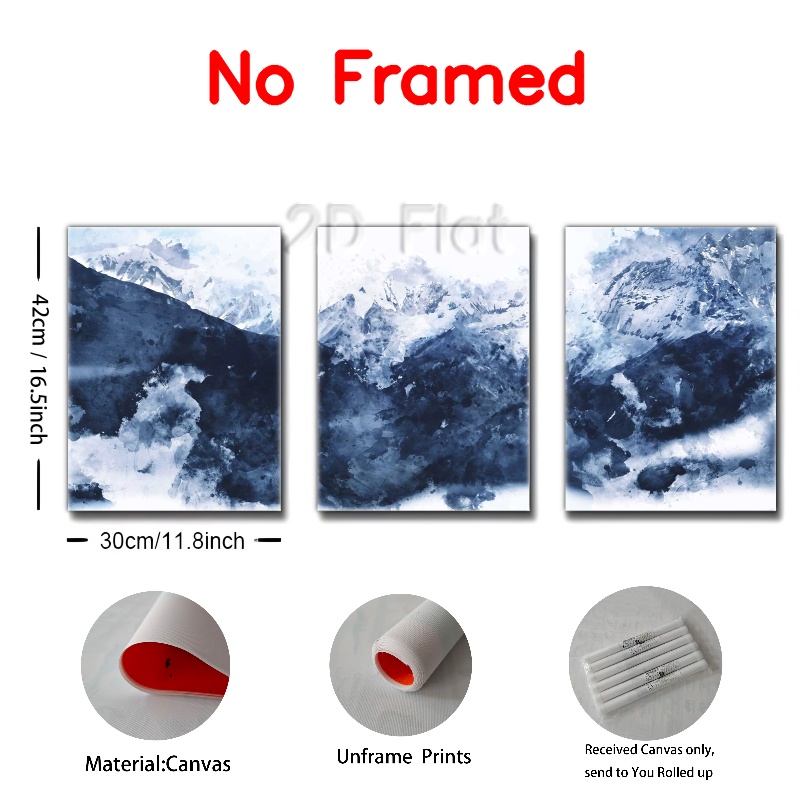 No Framed
2D Flat
42cm / 16.5inch
30cm/11.8inch
Material:Canvas
Unframe Prints
Received Canvas only,
send to You Rolled up